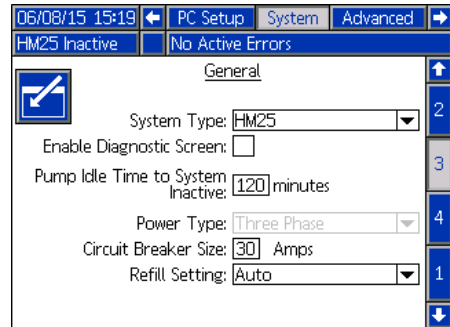 06/08/15 15:19 PC Setup System Advanced
HM25 Inactive No Active Errors
General
System Type: HM25
2
Enable Diagnostic Screen:
3
Pump Idle Time to System
Inactive: 120 minutes
Power Type: Three Phase
4
Circuit Breaker Size: 30 Amps
Refill Setting: Auto
1